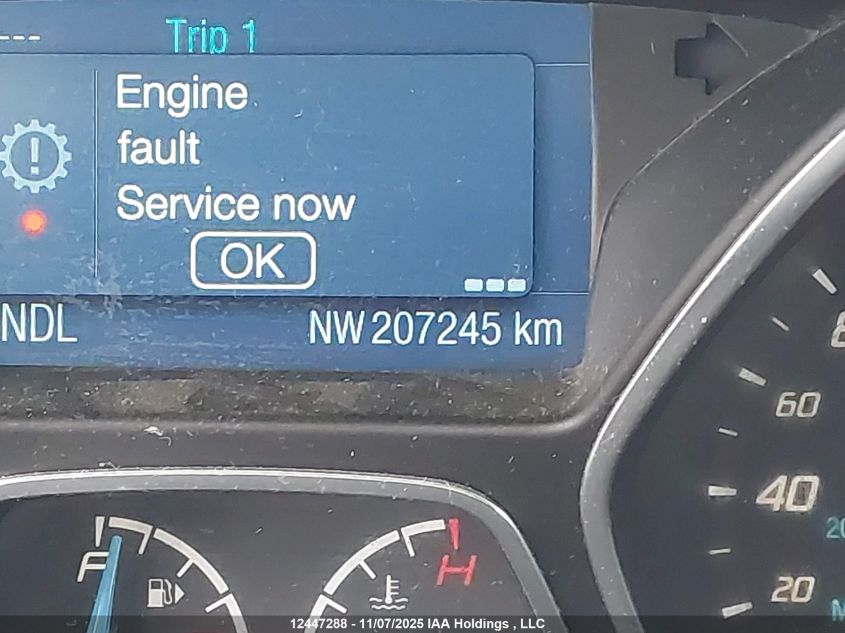 ---
Trip 1
Engine
fault
Service now
OK
NDL
NW 207245 km
60
40
20
F
H
12447288 - 11/07/2025 IAA Holdings , LLC